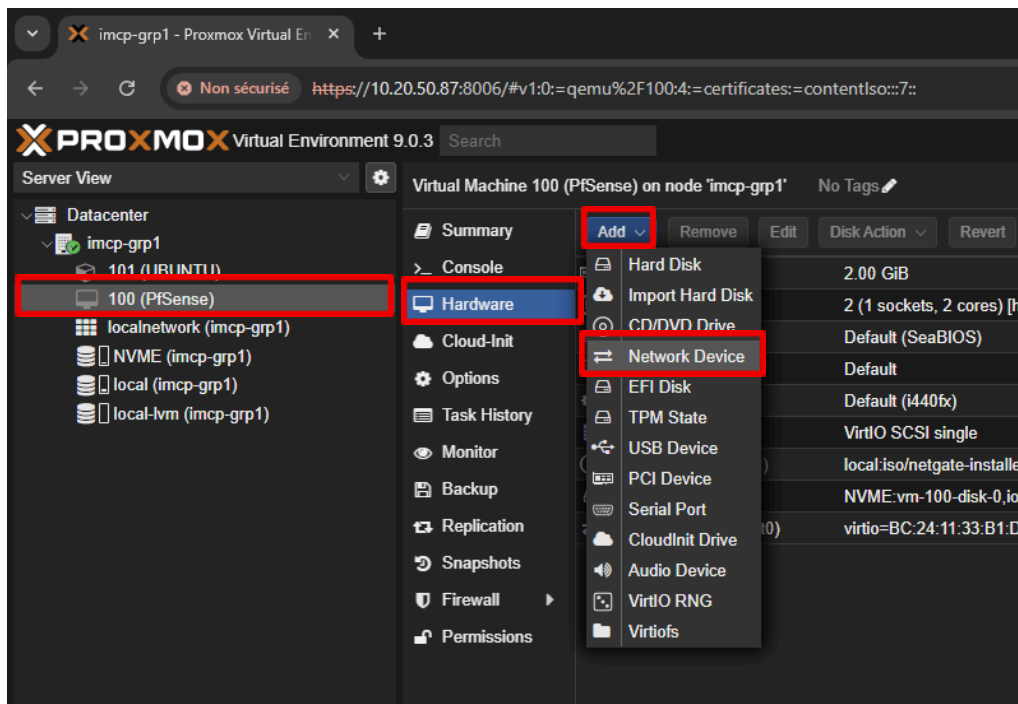 imcp-grp1 - Proxmox Virtual En
Non sécurisé https://10.20.50.87:8006/#v1:0:=qemu%2F100:4:=certificates:=contentIso:::7::
PROXMOX Virtual Environment 9.0.3 Search
Server View
Datacenter
imcp-grp1
101 (UBUNTU)
100 (PfSense)
localnetwork (imcp-grp1)
NVME (imcp-grp1)
local (imcp-grp1)
local-lvm (imcp-grp1)
Virtual Machine 100 (PfSense) on node 'imcp-grp1' No Tags
Summary
Console
Hardware
Cloud-Init
Options
Task History
Monitor
Backup
Replication
Snapshots
Firewall
Permissions
Add Remove Edit Disk Action Revert
Hard Disk
Import Hard Disk
CD/DVD Drive
Network Device
EFI Disk
TPM State
USB Device
PCI Device
Serial Port
CloudInit Drive
Audio Device
VirtIO RNG
Virtiofs
2.00 GiB
2 (1 sockets, 2 cores) [h
Default (SeaBIOS)
Default
Default (i440fx)
VirtIO SCSI single
local:iso/netgate-installe
NVME:vm-100-disk-0,io
t0) virtio=BC:24:11:33:B1:D